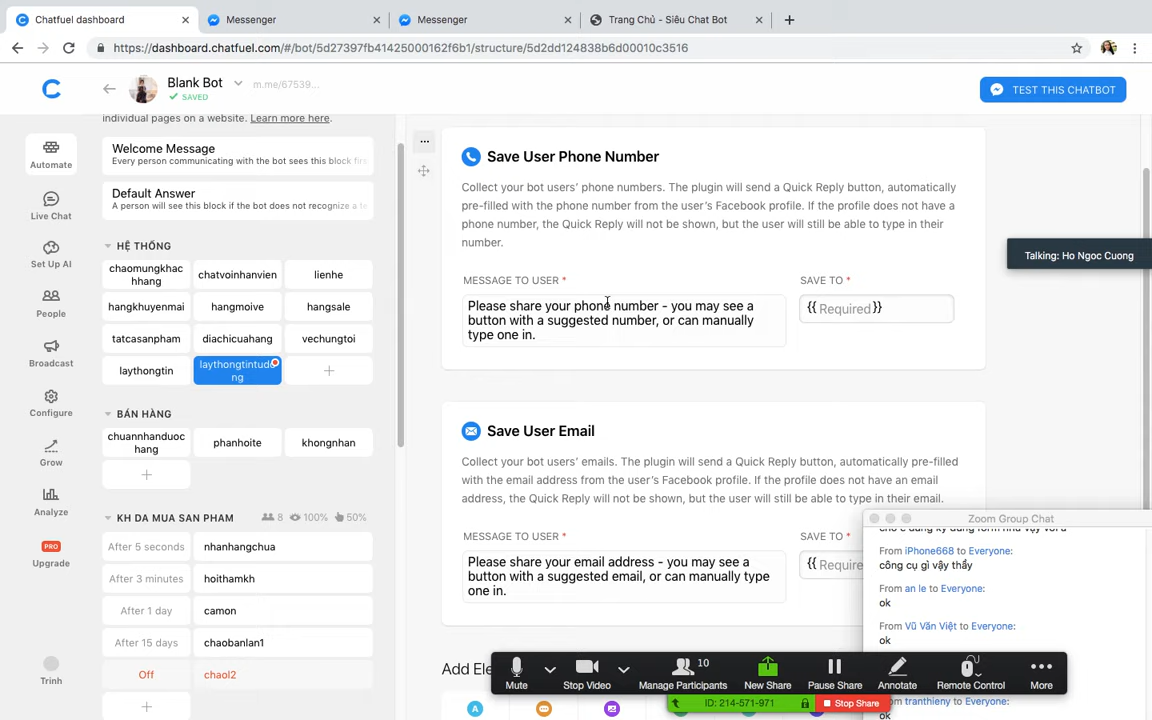 Chatfuel dashboard
Messenger
Messenger
Trang Chủ - Siêu Chat Bot
https://dashboard.chatfuel.com/#/bot/5d27397fb41425000162f6b1/structure/5d2dd124838b6d00010c3516
Blank Bot
SAVED
m.me/67539...
TEST THIS CHATBOT
Automate
Live Chat
Set Up AI
People
Broadcast
Configure
Grow
Analyze
PRO
Upgrade
Trinh
individual pages on a website. Learn more here.
Welcome Message
Every person communicating with the bot sees this block firs
Default Answer
A person will see this block if the bot does not recognize a te
HỆ THỐNG
chaomungkhac
hhang
chatvoinhanvien
lienhe
hangkhuyenmai
hangmoive
hangsale
tatcasanpham
diachicuahang
vechungtoi
laythongtin
laythongtintud
ng
BÁN HÀNG
chuannhanduoc
hang
phanhoite
khongnhan
KH DA MUA SAN PHAM
8
100%
50%
After 5 seconds
nhanhangchua
After 3 minutes
hoithamkh
After 1 day
camon
After 15 days
chaobanlan1
Off
chaol2
Save User Phone Number
Collect your bot users' phone numbers. The plugin will send a Quick Reply button, automatically
pre-filled with the phone number from the user's Facebook profile. If the profile does not have a
phone number, the Quick Reply will not be shown, but the user will still be able to type in their
number.
MESSAGE TO USER *
SAVE TO *
Please share your phone number - you may see a
button with a suggested number, or can manually
type one in.
{{ Required }}
Save User Email
Collect your bot users' emails. The plugin will send a Quick Reply button, automatically pre-filled
with the email address from the user's Facebook profile. If the profile does not have an email
address, the Quick Reply will not be shown, but the user will still be able to type in their email.
MESSAGE TO USER *
SAVE TO *
Please share your email address - you may see a
button with a suggested email, or can manually type
one in.
{{ Require
Add Ele
Talking: Ho Ngoc Cuong
Zoom Group Chat
From iPhone668 to Everyone:
công cụ gì vậy thầy
From an le to Everyone:
ok
From Vũ Văn Việt to Everyone:
ok
From tranthieny to Everyone:
ok
Mute
Stop Video
10
Manage Participants
New Share
Pause Share
Annotate
Remote Control
More
ID: 214-571-971
Stop Share